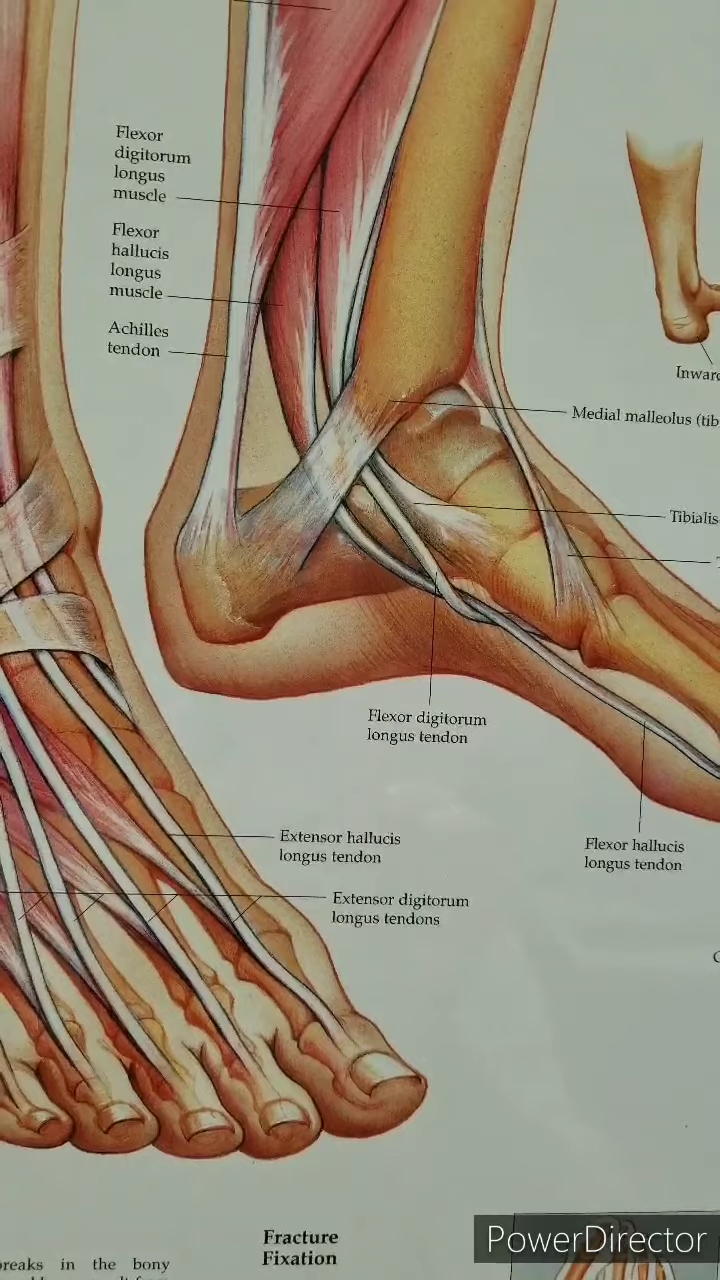 Flexor
digitorum
longus
muscle
Flexor
hallucis
longus
muscle
Achilles
tendon
Inward
Medial malleolus (tib
Tibialis
Flexor digitorum
longus tendon
Flexor hallucis
longus tendon
Extensor hallucis
longus tendon
Extensor digitorum
longus tendons
Fracture
Fixation
reaks in the bony
PowerDirector